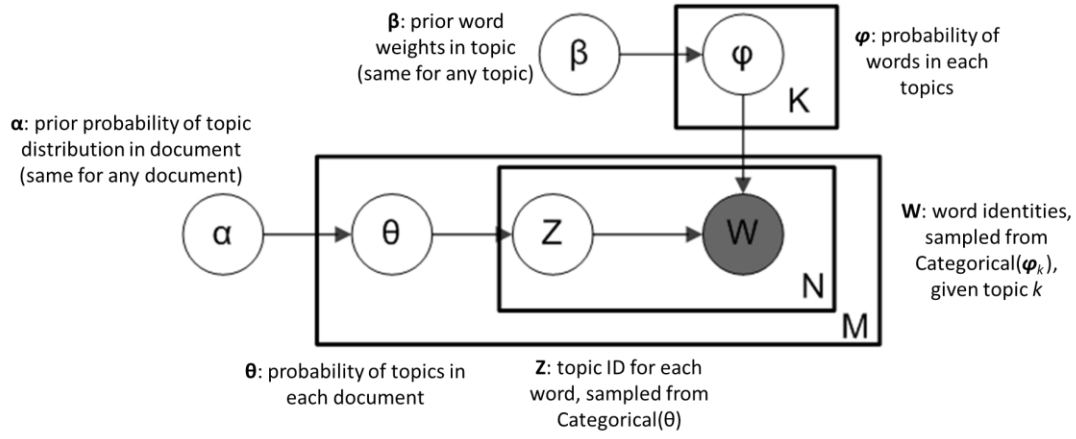 β: prior word
weights in topic
(same for any topic)
β
φ
K
φ: probability of
words in each
topics
α: prior probability of topic
distribution in document
(same for any document)
α
θ
Z
W
N
M
W: word identities,
sampled from
Categorical(φk),
given topic k
θ: probability of topics in
each document
Z: topic ID for each
word, sampled from
Categorical(θ)